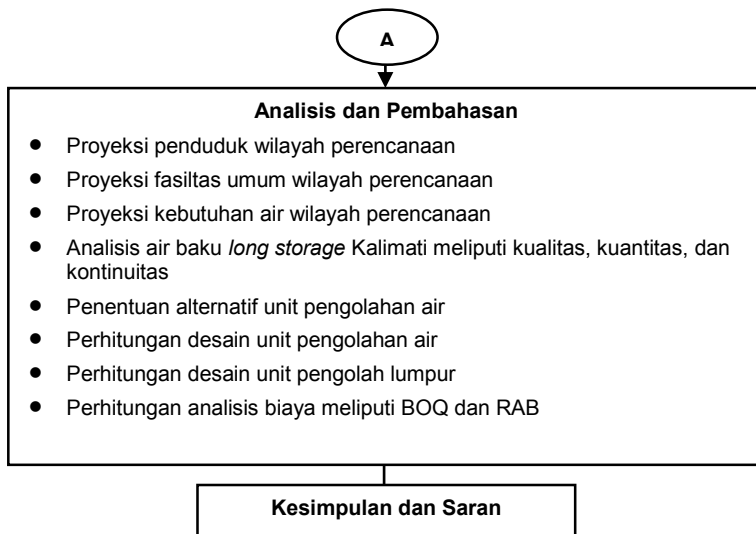 A
Analisis dan Pembahasan
● Proyeksi penduduk wilayah perencanaan
● Proyeksi fasiltas umum wilayah perencanaan
● Proyeksi kebutuhan air wilayah perencanaan
● Analisis air baku long storage Kalimati meliputi kualitas, kuantitas, dan
kontinuitas
● Penentuan alternatif unit pengolahan air
● Perhitungan desain unit pengolahan air
● Perhitungan desain unit pengolah lumpur
● Perhitungan analisis biaya meliputi BOQ dan RAB
Kesimpulan dan Saran